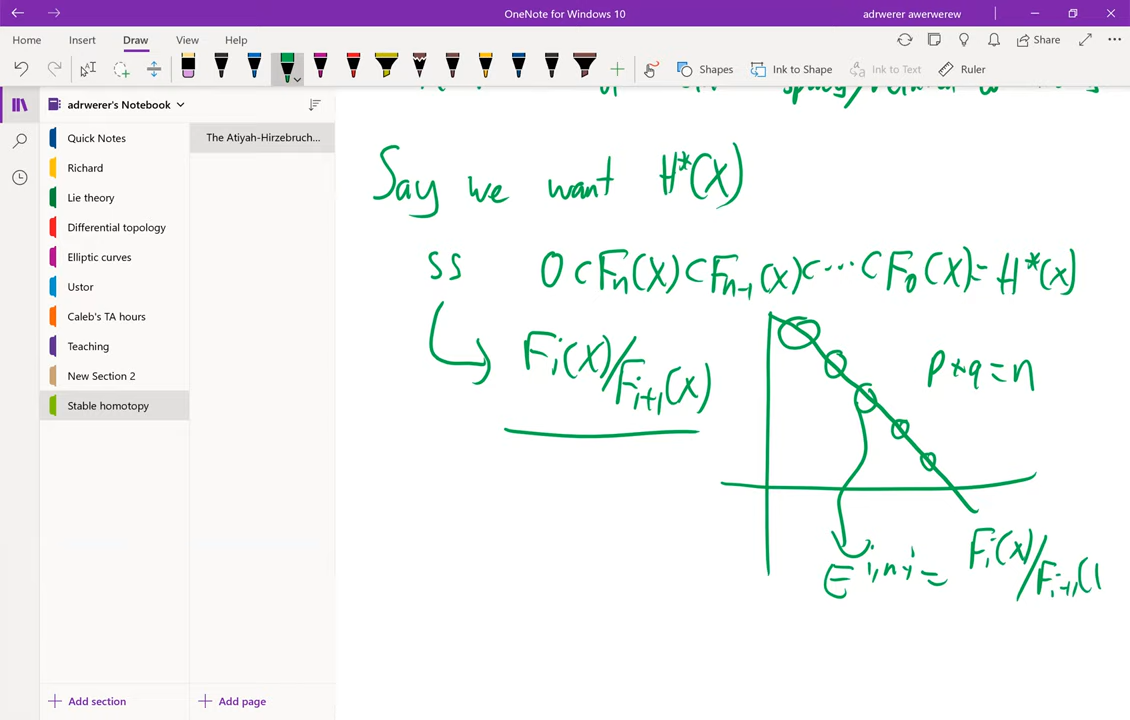 OneNote for Windows 10
adrwerer awerwerew
Home Insert Draw View Help
Share
Shapes
Ink to Shape
Ink to Text
Ruler
adrwerer's Notebook
Quick Notes
Richard
Lie theory
Differential topology
Elliptic curves
Ustor
Caleb's TA hours
Teaching
New Section 2
Stable homotopy
Add section
The Atiyah-Hirzebruch...
Add page
Say we want H*(X)
ss 0⊂Fn(X)⊂Fn-1(X)⊂...⊂F0(X)=H*(X)
Fi(X)/Fi+1(X)
p+q=n
E^i,n-i = Fi(X)/Fi+1(